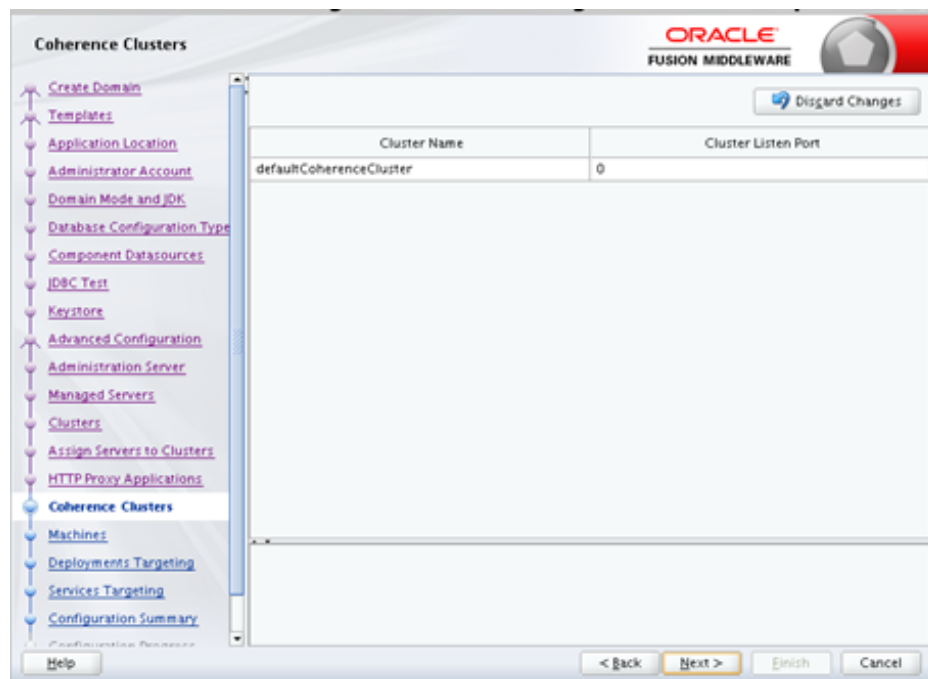 Coherence Clusters
ORACLE
FUSION MIDDLEWARE
Create Domain
Templates
Application Location
Administrator Account
Domain Mode and JDK
Database Configuration Type
Component Datasources
JDBC Test
Keystore
Advanced Configuration
Administration Server
Managed Servers
Clusters
Assign Servers to Clusters
HTTP Proxy Applications
Coherence Clusters
Machines
Deployments Targeting
Services Targeting
Configuration Summary
Configuration Progress
Discard Changes
Cluster Name Cluster Listen Port
defaultCoherenceCluster 0
Help < Back Next > Finish Cancel